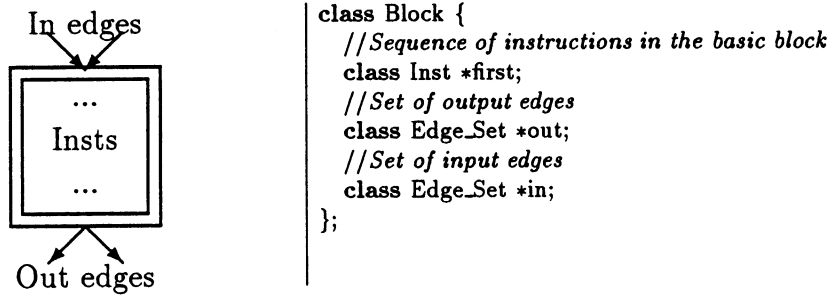 In edges
...
Insts
...
Out edges
class Block {
//Sequence of instructions in the basic block
class Inst *first;
//Set of output edges
class Edge_Set *out;
//Set of input edges
class Edge_Set *in;
};